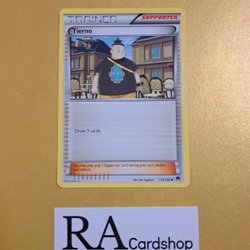 TRAINER SUPPORTER
Tierno
Draw 3 cards.
You may play only 1 Supporter card during your turn (before
your attack).
RA
Cardshop